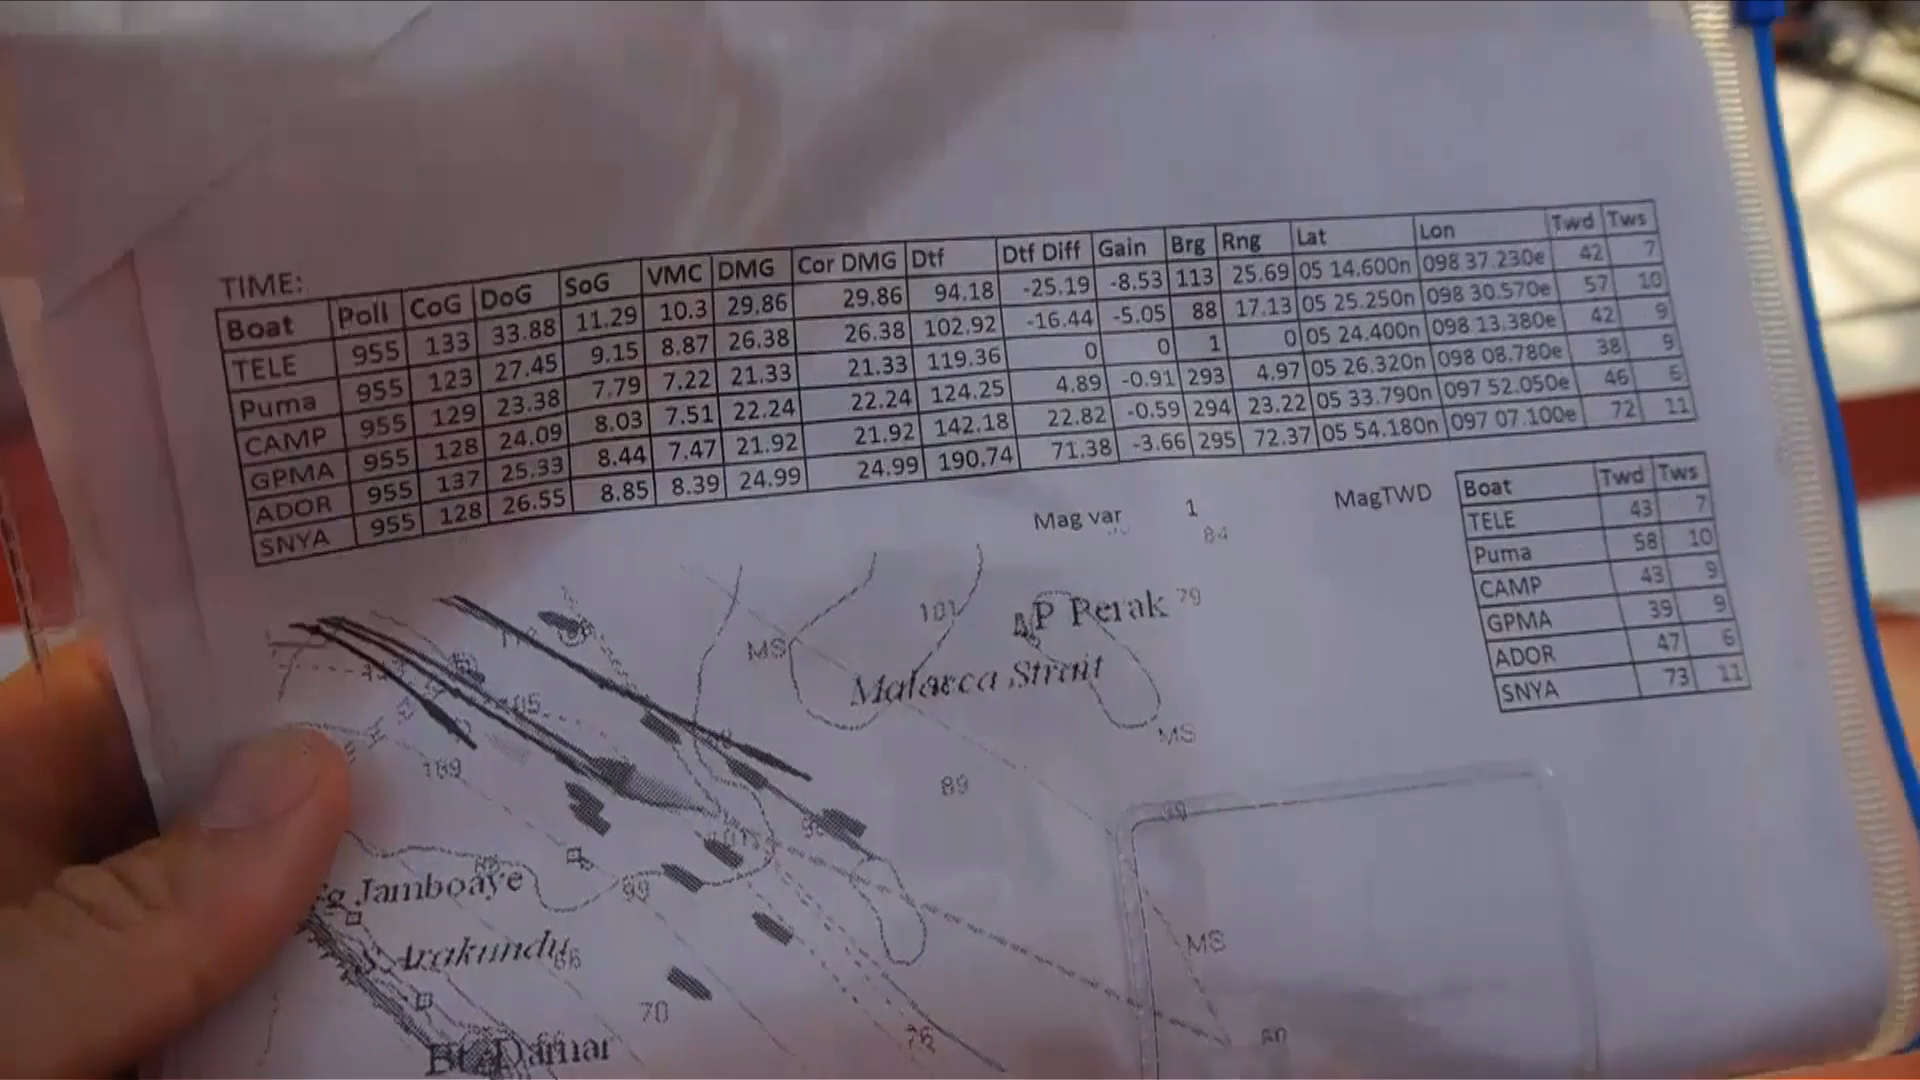 TIME:
Boat Poll CoG DoG SoG VMC DMG Cor DMG Dtf Dtf Diff Gain Brg Rng Lat Lon Twd Tws
TELE 955 133 33.88 11.29 10.3 29.86 29.86 94.18 -25.19 -8.53 113 25.69 05 14.600n 098 37.230e 42 7
Puma 955 123 27.45 9.15 8.87 26.38 26.38 102.92 -16.44 -5.05 88 17.13 05 25.250n 098 30.570e 57 10
CAMP 955 129 23.38 7.79 7.22 21.33 21.33 119.36 0 0 1 0 05 24.400n 098 13.380e 42 9
GPMA 955 128 24.09 8.03 7.51 22.24 22.24 124.25 4.89 -0.91 293 4.97 05 26.320n 098 08.780e 38 9
ADOR 955 137 25.33 8.44 7.47 21.92 21.92 142.18 22.82 -0.59 294 23.22 05 33.790n 097 52.050e 46 6
SNYA 955 128 26.55 8.85 8.39 24.99 24.99 190.74 71.38 -3.66 295 72.37 05 54.180n 097 07.100e 72 11
Mag var 1 MagTWD
84
Boat Twd Tws
TELE 43 7
Puma 58 10
CAMP 43 9
GPMA 39 9
ADOR 47 6
SNYA 73 11
101 P Perak 79
MS Malacca Strait
MS
105
169
89
99
Jamboaye
Arakundu
MS
70
76